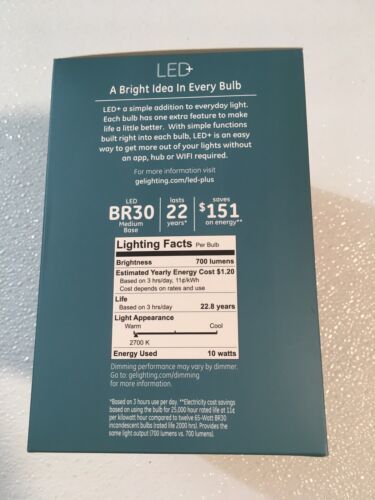 LED+
A Bright Idea In Every Bulb
LED+ a simple addition to everyday light.
Each bulb has one extra feature to make
life a little better. With simple functions
built right into each bulb, LED+ is an easy
way to get more out of your lights without
an app, hub or WIFI required.
For more information visit
gelighting.com/led-plus
LED
BR30
Medium
Base
lasts
22
years*
saves
$151
on energy**
Lighting Facts Per Bulb
Brightness 700 lumens
Estimated Yearly Energy Cost $1.20
Based on 3 hrs/day, 11¢/kWh
Cost depends on rates and use
Life
Based on 3 hrs/day 22.8 years
Light Appearance
Warm Cool
2700 K
Energy Used 10 watts
Dimming performance may vary by dimmer.
Go to: gelighting.com/dimming
for more information.
*Based on 3 hours use per day. **Electricity cost savings
based on using the bulb for 25,000 hour rated life at 11¢
per kilowatt hour compared to twelve 65-Watt BR30
incandescent bulbs (rated life 2000 hrs). Provides the
same light output (700 lumens vs. 700 lumens).